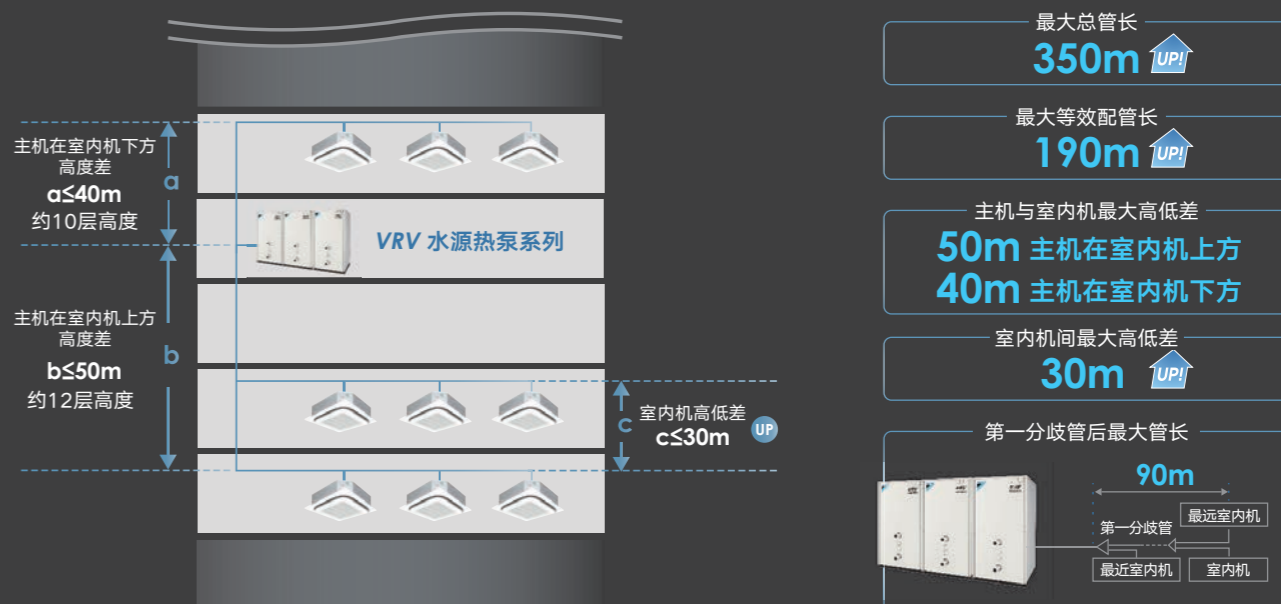 主机在室内机下方
高度差
a≤40m
约10层高度
a
VRV 水源热泵系列
主机在室内机上方
高度差
b≤50m
约12层高度
b
c
室内机高低差
c≤30m
UP
最大总管长
350m UP!
最大等效配管长
190m UP!
主机与室内机最大高低差
50m 主机在室内机上方
40m 主机在室内机下方
室内机间最大高低差
30m UP!
第一分歧管后最大管长
90m
最远室内机
第一分歧管
最近室内机
室内机